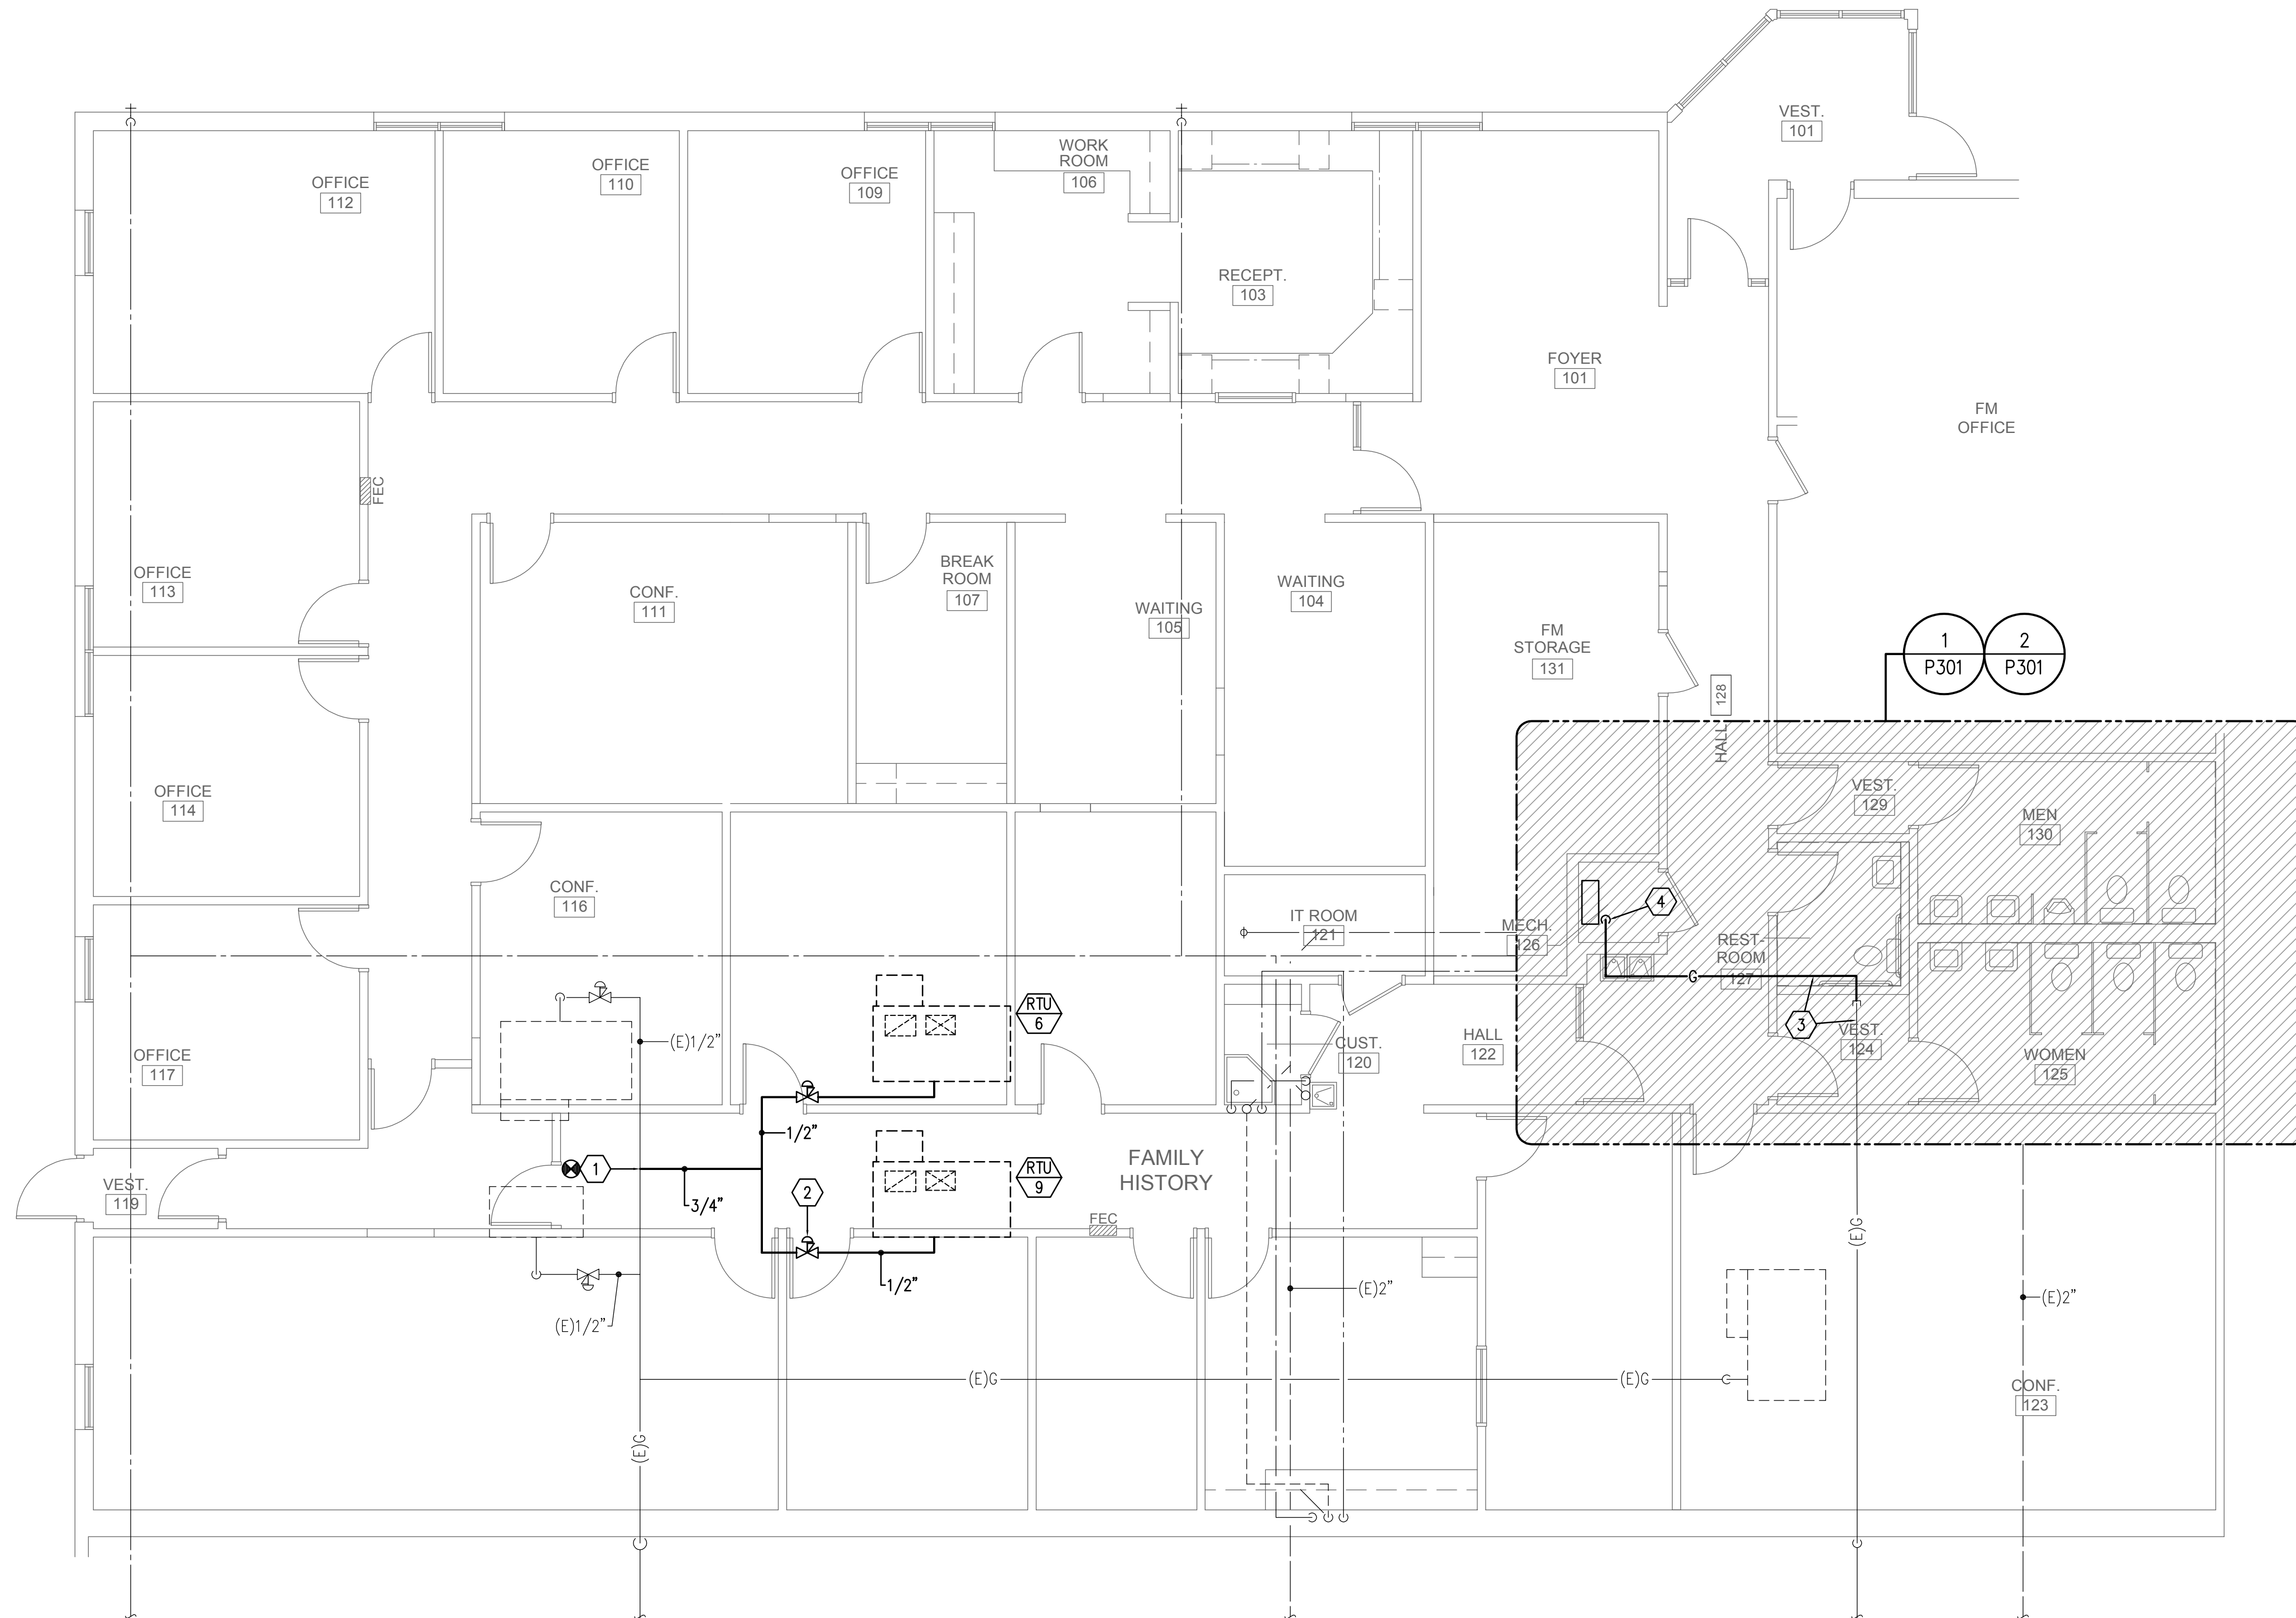 VEST.
101
WORK
ROOM
106
OFFICE
110
OFFICE
109
OFFICE
112
RECEPT.
103
FOYER
101
FM
OFFICE
FEC
BREAK
ROOM
107
OFFICE
113
CONF.
111
WAITING
104
WAITING
105
FM
STORAGE
131
1
P301
2
P301
HALL 128
OFFICE
114
VEST.
129
MEN
130
CONF.
116
IT ROOM
121
MECH.
126
4
REST-
ROOM
127
G
RTU
6
(E)1/2"
HALL
122
CUST.
120
3
VEST.
124
WOMEN
125
OFFICE
117
1/2"
FAMILY
HISTORY
1
RTU
9
VEST.
119
3/4"
2
FEC
(E)G
1/2"
(E)2"
(E)2"
(E)1/2"
(E)G
(E)G
CONF.
123
(E)G